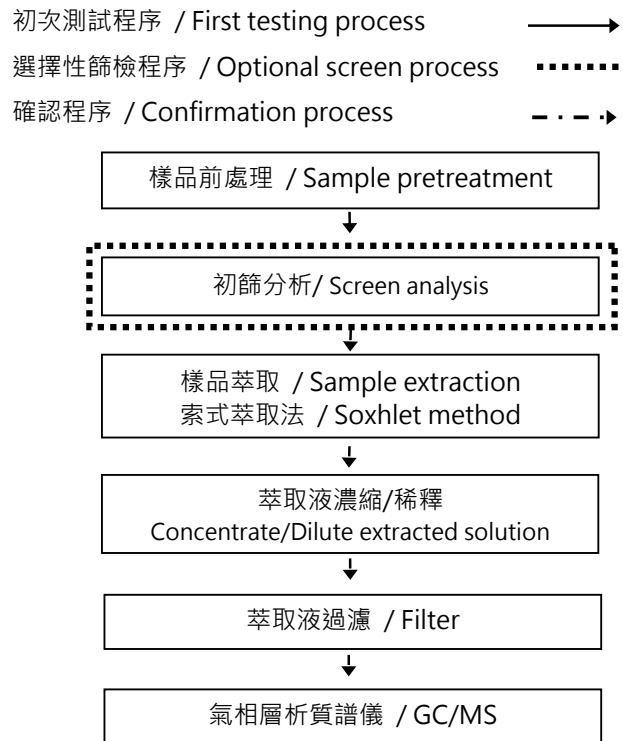 初次測試程序 / First testing process
選擇性篩檢程序 / Optional screen process
確認程序 / Confirmation process
樣品前處理 / Sample pretreatment
初篩分析/ Screen analysis
樣品萃取 / Sample extraction
索式萃取法 / Soxhlet method
萃取液濃縮/稀釋
Concentrate/Dilute extracted solution
萃取液過濾 / Filter
氣相層析質譜儀 / GC/MS